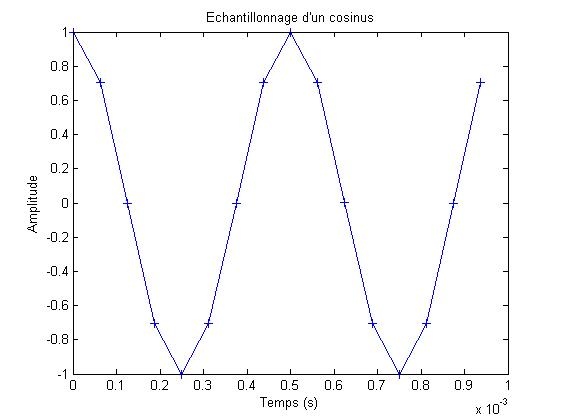 Echantillonnage d'un cosinus
Amplitude
1
0.8
0.6
0.4
0.2
0
-0.2
-0.4
-0.6
-0.8
-1
0 0.1 0.2 0.3 0.4 0.5 0.6 0.7 0.8 0.9 1
Temps (s)
x 10^-3